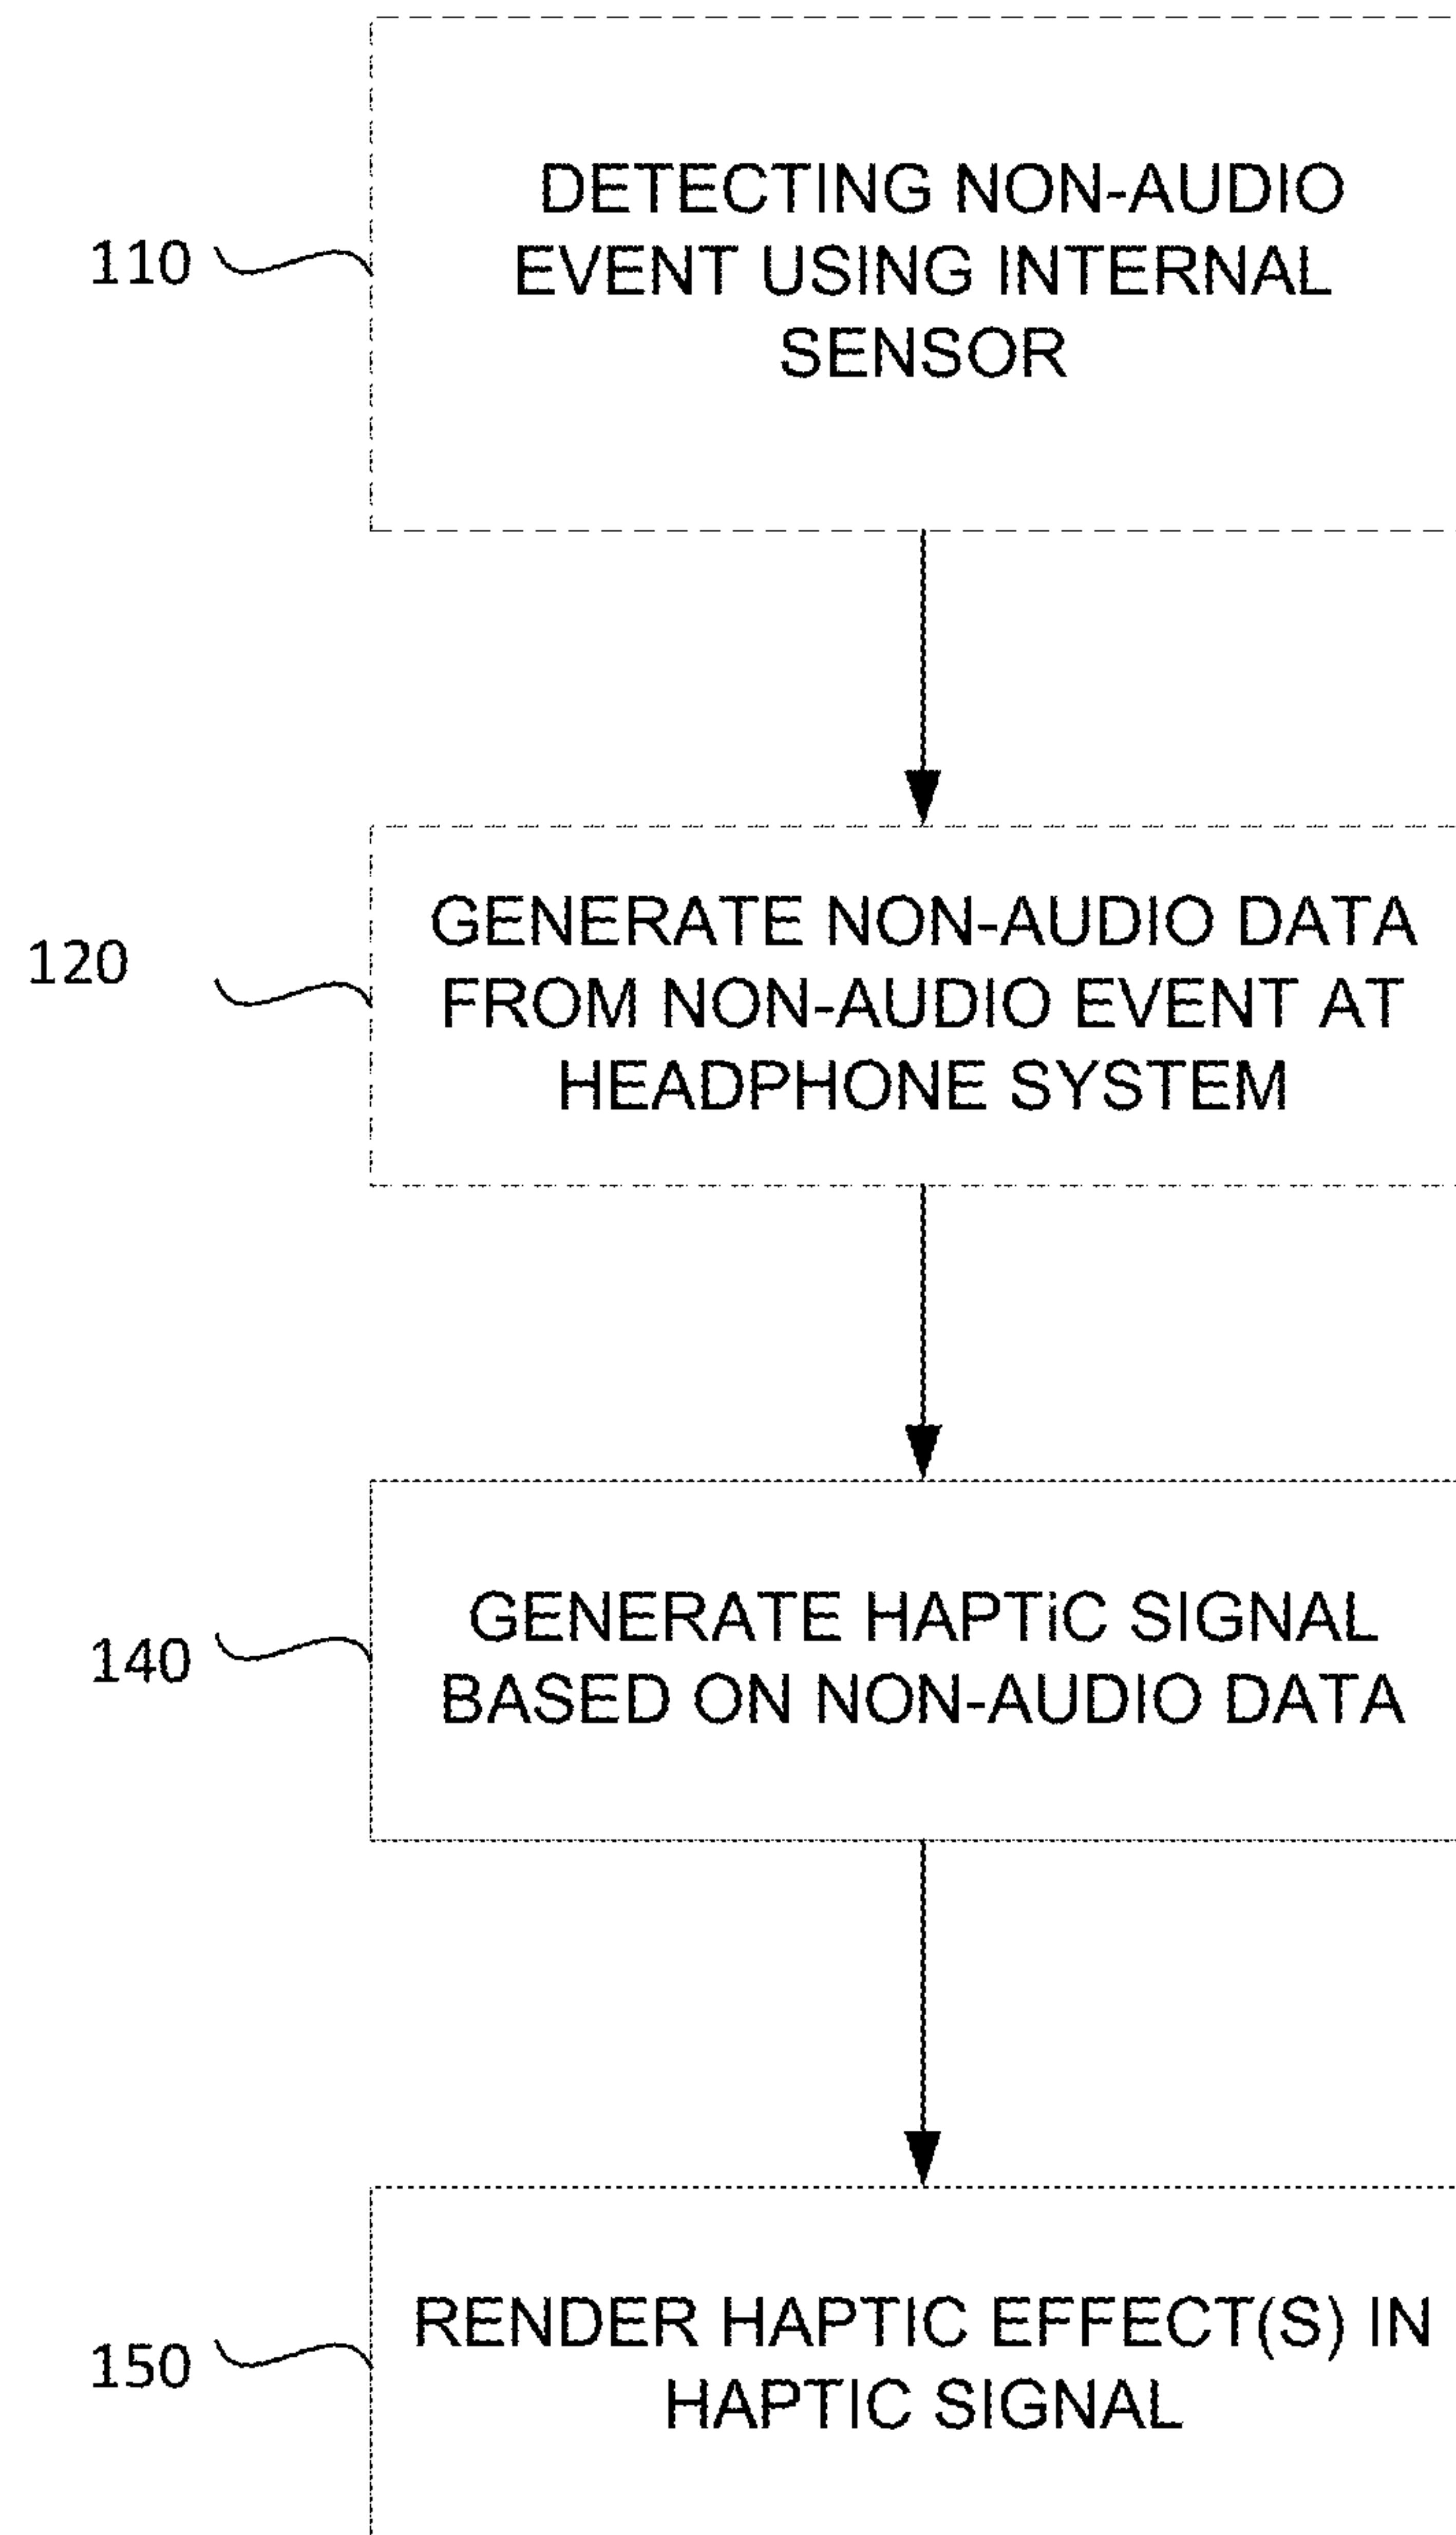 DETECTING NON-AUDIO
EVENT USING INTERNAL
SENSOR
110
GENERATE NON-AUDIO DATA
FROM NON-AUDIO EVENT AT
HEADPHONE SYSTEM
120
GENERATE HAPTiC SIGNAL
BASED ON NON-AUDIO DATA
140
RENDER HAPTIC EFFECT(S) IN
HAPTIC SIGNAL
150